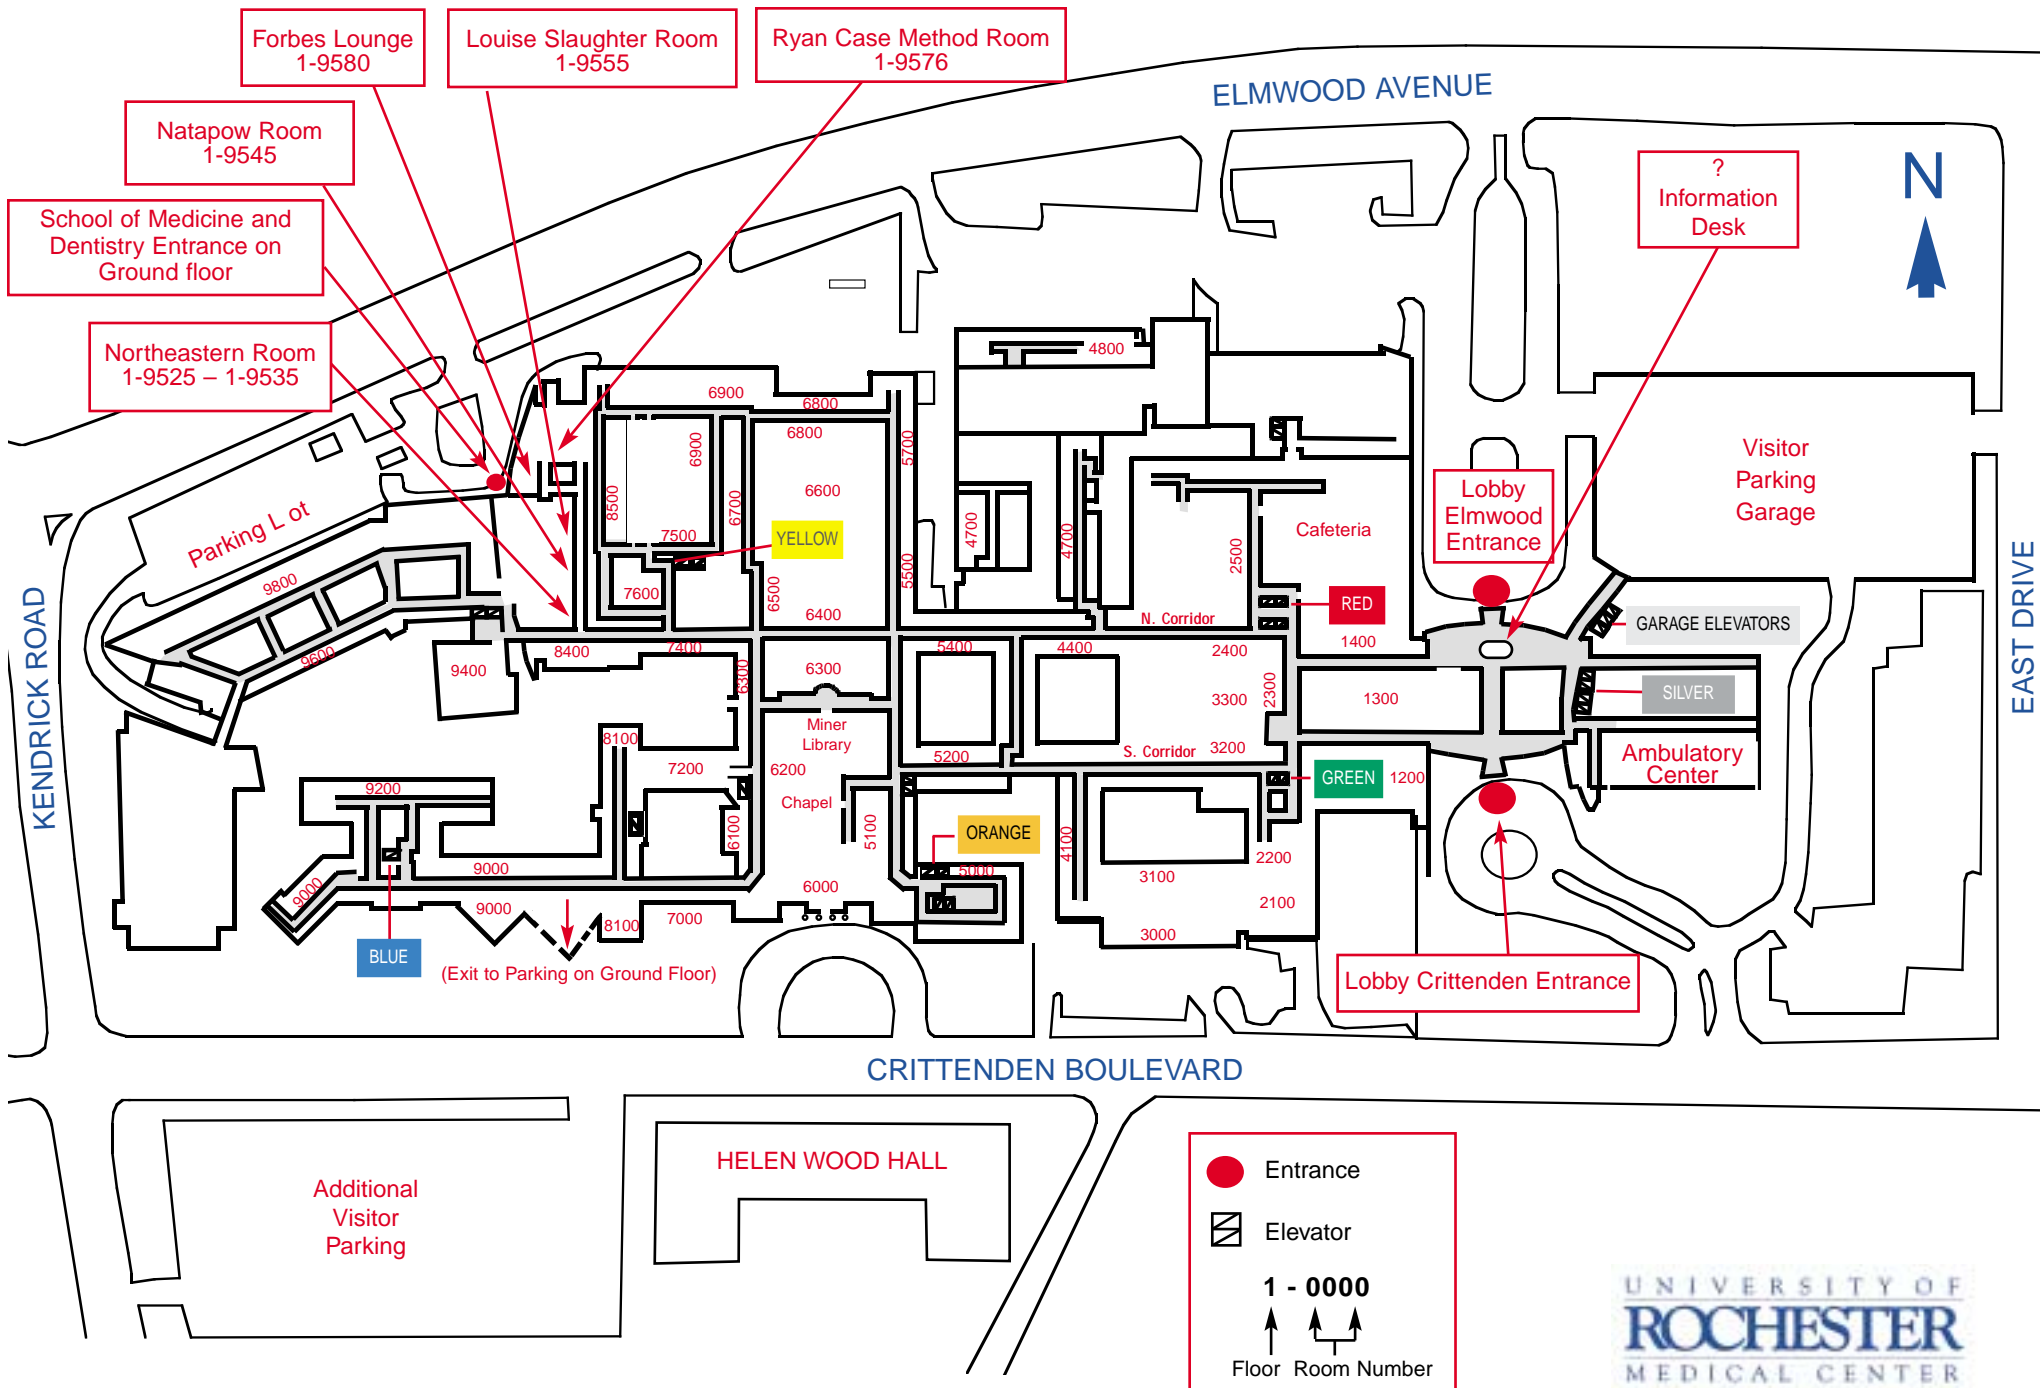 Forbes Lounge
1-9580
Louise Slaughter Room
1-9555
Ryan Case Method Room
1-9576
ELMWOOD AVENUE
Natapow Room
1-9545
?
Information
Desk
N
School of Medicine and
Dentistry Entrance on
Ground floor
Northeastern Room
1-9525 – 1-9535
4800
6900
6800
6800
5700
6900
Visitor
Parking
Garage
Lobby
Elmwood
Entrance
Parking L ot
8500
6700
6600
7500
YELLOW
4700
4700
2500
Cafeteria
9800
7600
6500
6400
5500
N. Corridor
RED
GARAGE ELEVATORS
KENDRICK ROAD
EAST DRIVE
9600
9400
8400
7400
6300
6300
5400
4400
2400
1400
3300
2300
1300
SILVER
Miner
Library
8100
7200
6200
5200
S. Corridor
3200
GREEN
1200
Ambulatory
Center
9200
Chapel
6100
5100
ORANGE
4100
9000
9000
5000
3100
2200
2100
6000
9000
8100
7000
3000
BLUE
(Exit to Parking on Ground Floor)
Lobby Crittenden Entrance
CRITTENDEN BOULEVARD
HELEN WOOD HALL
Additional
Visitor
Parking
Entrance
Elevator
1 - 0000
Floor Room Number
UNIVERSITY OF
ROCHESTER
MEDICAL CENTER